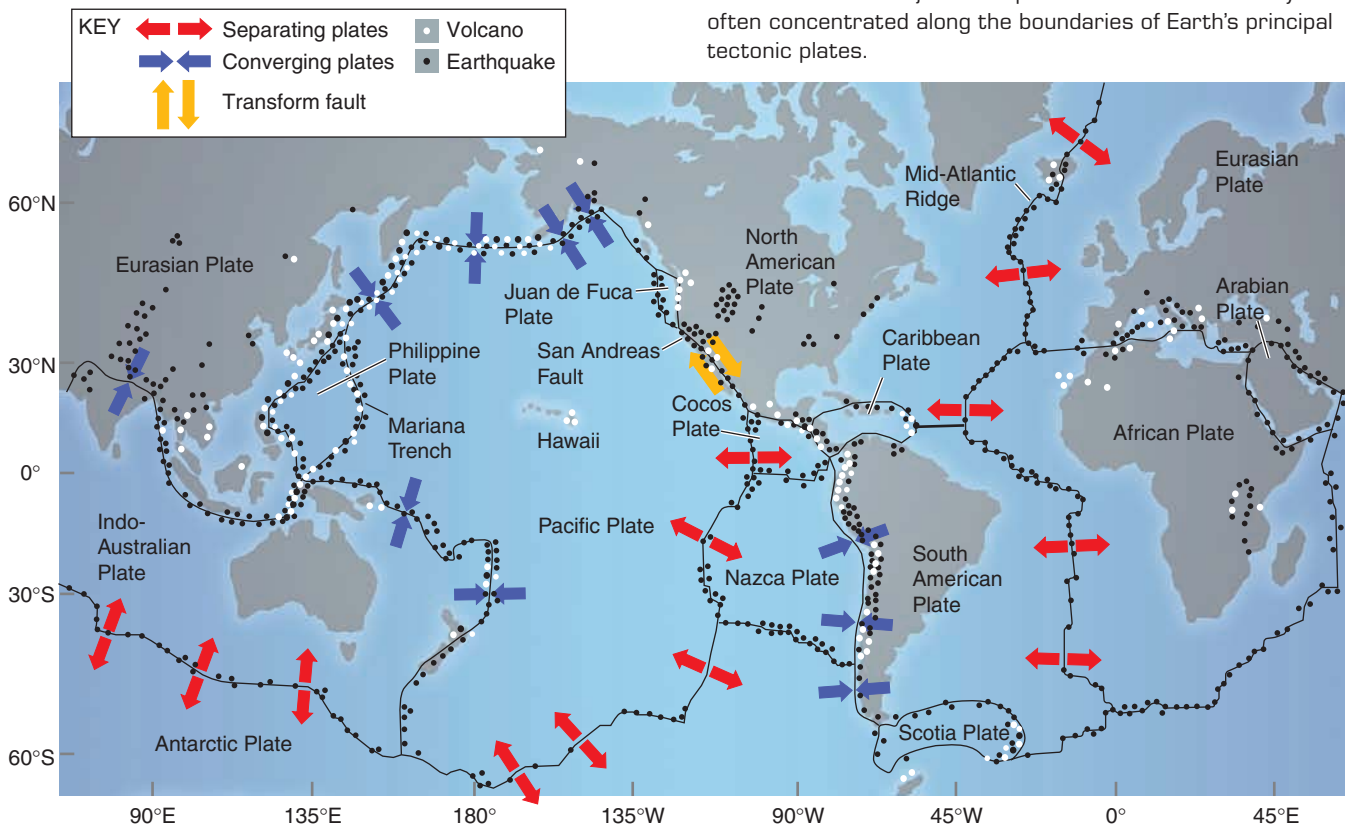 often concentrated along the boundaries of Earth's principal
tectonic plates.
KEY
Separating plates
Volcano
Converging plates
Earthquake
Transform fault
60°N
30°N
0°
30°S
60°S
Eurasian Plate
Philippine
Plate
Mariana
Trench
Indo-
Australian
Plate
Antarctic Plate
Juan de Fuca
Plate
San Andreas
Fault
Hawaii
Cocos
Plate
Pacific Plate
Nazca Plate
North
American
Plate
Caribbean
Plate
South
American
Plate
Scotia Plate
Mid-Atlantic
Ridge
Eurasian
Plate
Arabian
Plate
African Plate
90°E
135°E
180°
135°W
90°W
45°W
0°
45°E